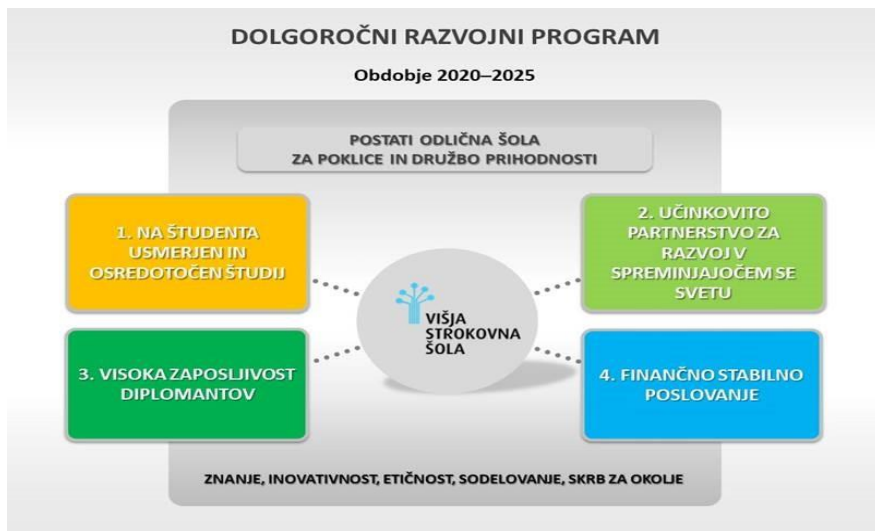 DOLGOROČNI RAZVOJNI PROGRAM
Obdobje 2020–2025
POSTATI ODLIČNA ŠOLA
ZA POKLICE IN DRUŽBO PRIHODNOSTI
1. NA ŠTUDENTA
USMERJEN IN
OSREDOTOČEN ŠTUDIJ
2. UČINKOVITO
PARTNERSTVO ZA
RAZVOJ V
SPREMINJAJOČEM SE
SVETU
VIŠJA
STROKOVNA
ŠOLA
3. VISOKA ZAPOSLJIVOST
DIPLOMANTOV
4. FINANČNO STABILNO
POSLOVANJE
ZNANJE, INOVATIVNOST, ETIČNOST, SODELOVANJE, SKRB ZA OKOLJE